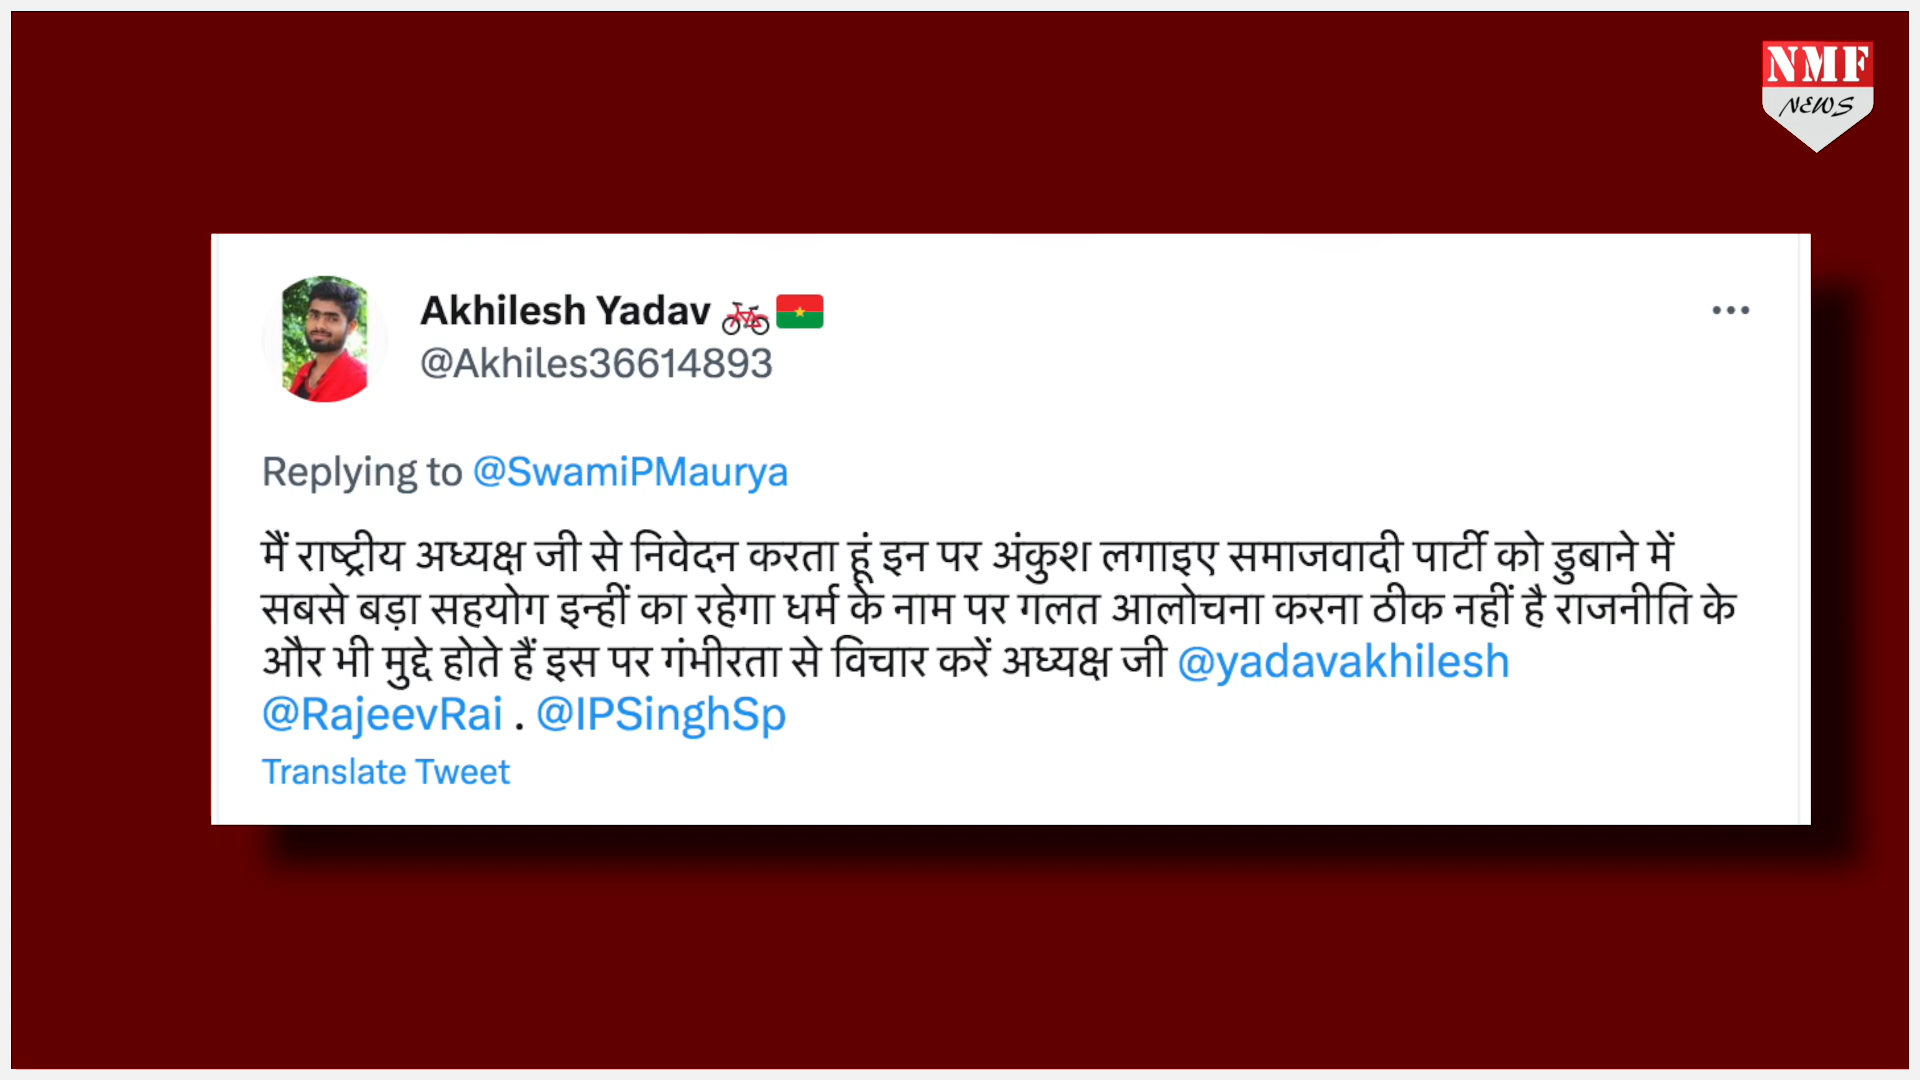 NMF
NEWS
Akhilesh Yadav 🚲🇧🇫
@Akhiles36614893
Replying to @SwamiPMaurya
मैं राष्ट्रीय अध्यक्ष जी से निवेदन करता हूं इन पर अंकुश लगाइए समाजवादी पार्टी को डुबाने में
सबसे बड़ा सहयोग इन्हीं का रहेगा धर्म के नाम पर गलत आलोचना करना ठीक नहीं है राजनीति के
और भी मुद्दे होते हैं इस पर गंभीरता से विचार करें अध्यक्ष जी @yadavakhilesh
@RajeevRai . @IPSinghSp
Translate Tweet